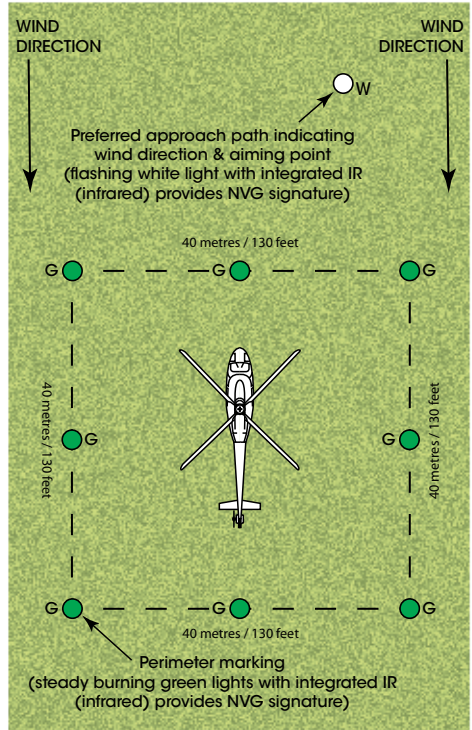 WIND
DIRECTION
WIND
DIRECTION
W
Preferred approach path indicating
wind direction & aiming point
(flashing white light with integrated IR
(infrared) provides NVG signature)
40 metres / 130 feet
G
G
G
40 metres / 130 feet
G
G
40 metres / 130 feet
G
G
G
40 metres / 130 feet
Perimeter marking
(steady burning green lights with integrated IR
(infrared) provides NVG signature)